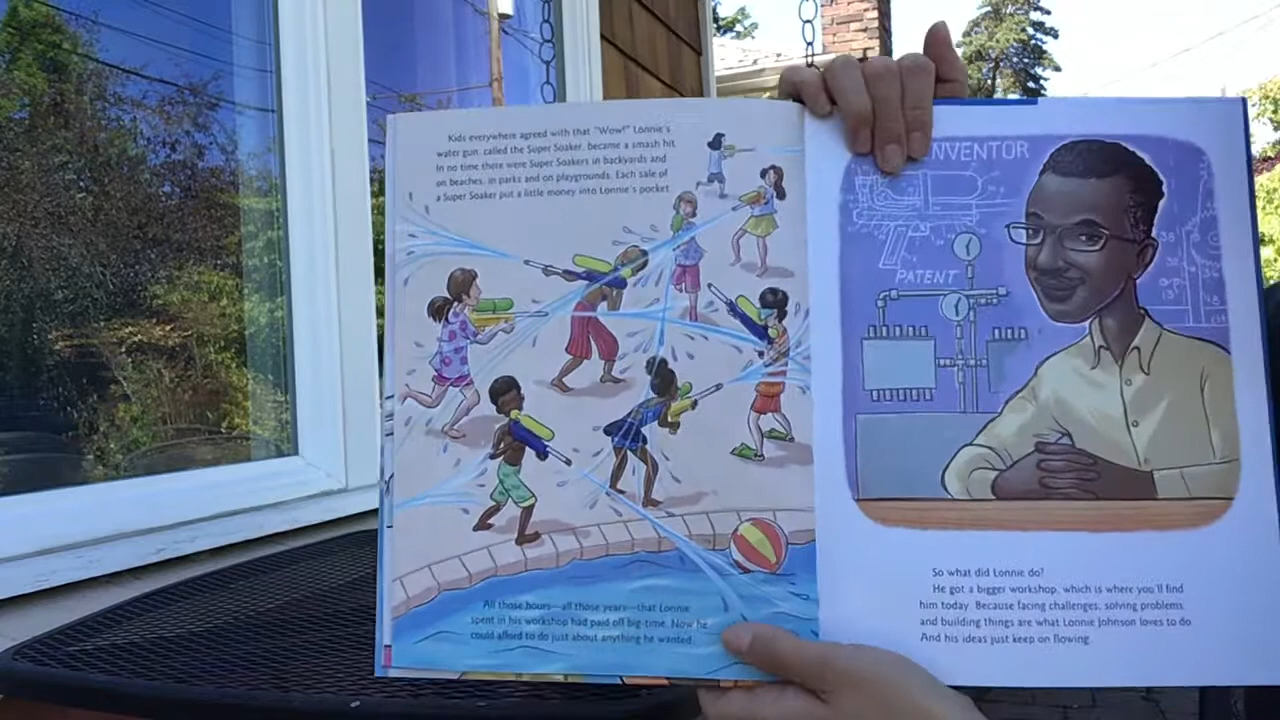 Kids everywhere agreed with that "Wow!" Lonnie's
water gun, called the Super Soaker, became a smash hit.
In no time there were Super Soakers in backyards and
on beaches, in parks and on playgrounds. Each sale of
a Super Soaker put a little money into Lonnie's pocket.
All those hours—all those years—that Lonnie
spent in his workshop had paid off big-time. Now he
could afford to do just about anything he wanted.
NVENTOR
PATENT
So what did Lonnie do?
He got a bigger workshop, which is where you'll find
him today. Because facing challenges, solving problems,
and building things are what Lonnie Johnson loves to do.
And his ideas just keep on flowing.